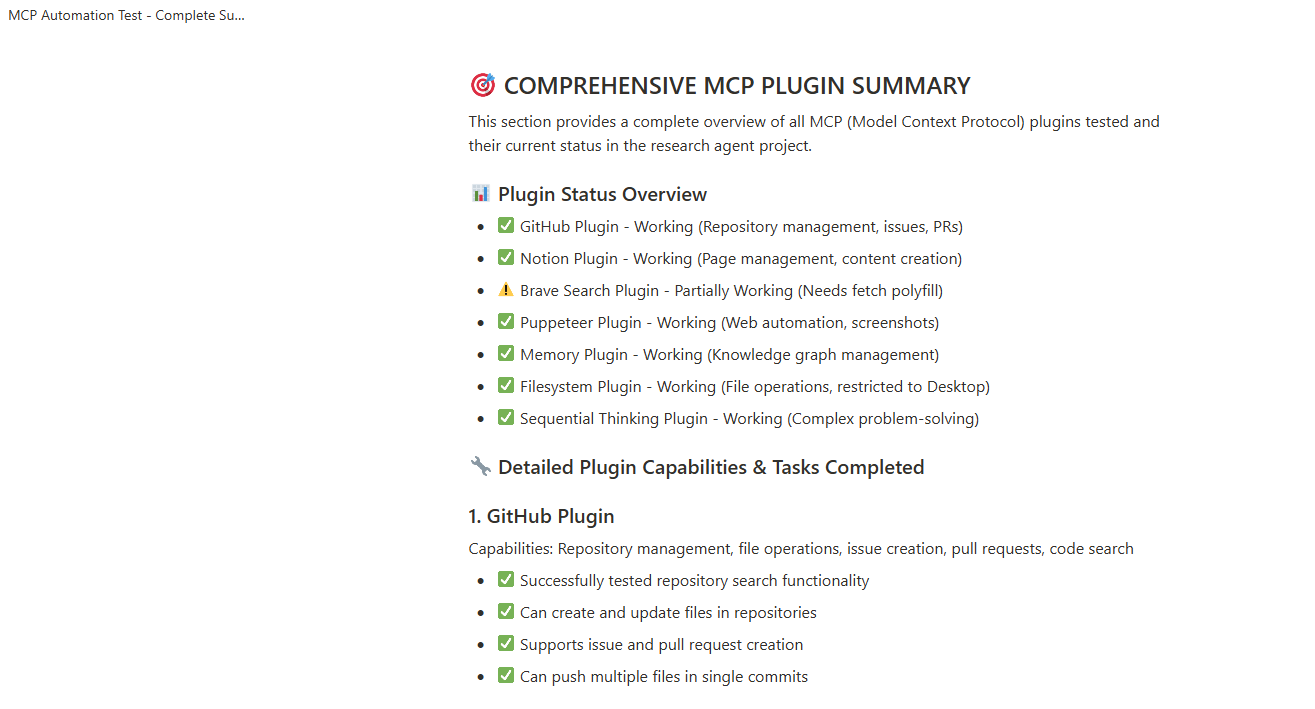 MCP Automation Test - Complete Su...
🎯 COMPREHENSIVE MCP PLUGIN SUMMARY
This section provides a complete overview of all MCP (Model Context Protocol) plugins tested and
their current status in the research agent project.
📊 Plugin Status Overview
• ✅ GitHub Plugin - Working (Repository management, issues, PRs)
• ✅ Notion Plugin - Working (Page management, content creation)
• ⚠️ Brave Search Plugin - Partially Working (Needs fetch polyfill)
• ✅ Puppeteer Plugin - Working (Web automation, screenshots)
• ✅ Memory Plugin - Working (Knowledge graph management)
• ✅ Filesystem Plugin - Working (File operations, restricted to Desktop)
• ✅ Sequential Thinking Plugin - Working (Complex problem-solving)
🔧 Detailed Plugin Capabilities & Tasks Completed
1. GitHub Plugin
Capabilities: Repository management, file operations, issue creation, pull requests, code search
• ✅ Successfully tested repository search functionality
• ✅ Can create and update files in repositories
• ✅ Supports issue and pull request creation
• ✅ Can push multiple files in single commits